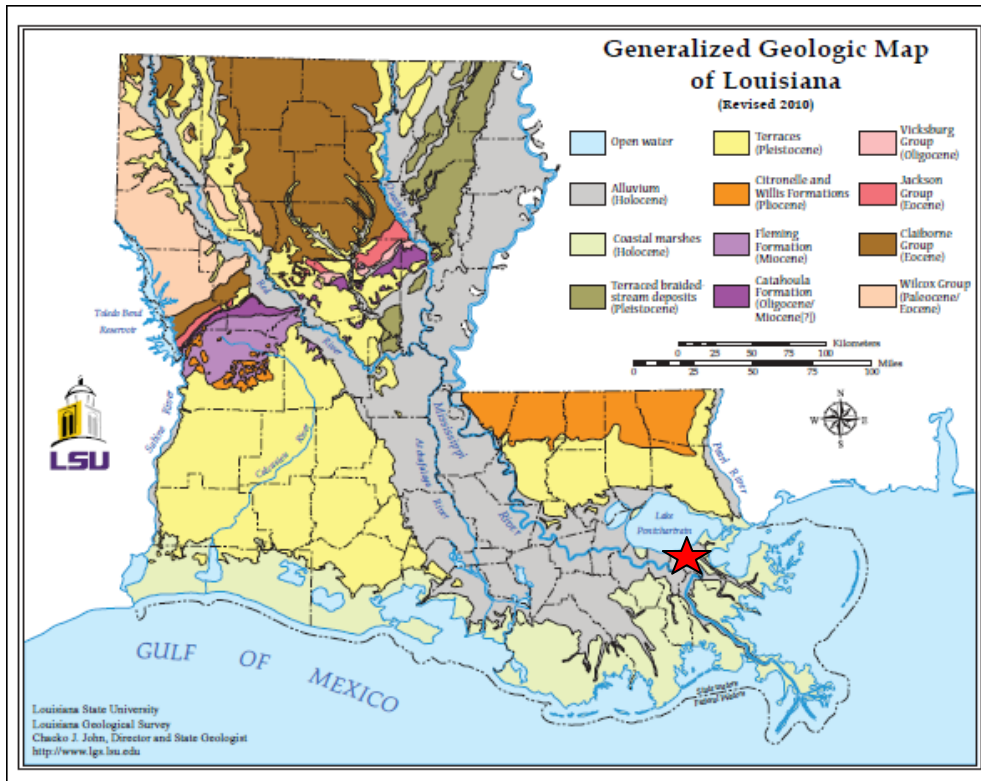 Generalized Geologic Map
of Louisiana
(Revised 2010)
Open water
Alluvium
(Holocene)
Coastal marshes
(Holocene)
Terraced braided-
stream deposits
(Pleistocene)
Terraces
(Pleistocene)
Citronelle and
Willis Formations
(Pliocene)
Fleming
Formation
(Miocene)
Catahoula
Formation
(Oligocene/
Miocene[?])
Vicksburg
Group
(Oligocene)
Jackson
Group
(Eocene)
Claiborne
Group
(Eocene)
Wilcox Group
(Paleocene/
Eocene)
0 25 50 75 100 Kilometers
0 25 50 75 100 Miles
N
W E
S
Red
River
Toledo Bend
Reservoir
Sabine River
Calcasieu
River
Mississippi
River
Atchafalaya River
Pearl River
Lake
Pontchartrain
LSU
GULF OF MEXICO
State Waters
Federal Waters
Louisiana State University
Louisiana Geological Survey
Chacko J. John, Director and State Geologist
http://www.lgs.lsu.edu